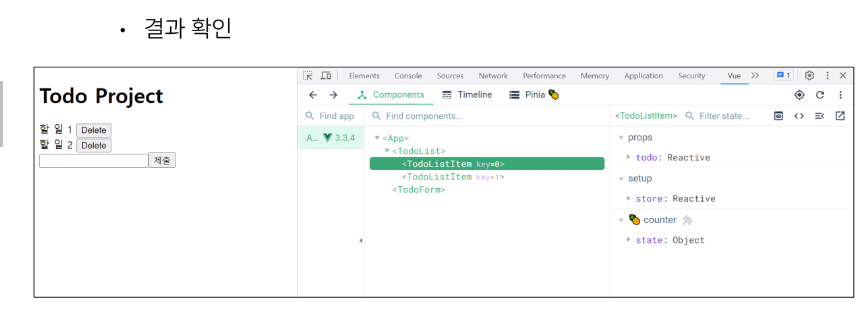 • 결과 확인
Todo Project
할 일 1 Delete
할 일 2 Delete
제출
Elements Console Sources Network Performance Memory Application Security Vue >> 1
Components Timeline Pinia
Find app
A... 3.3.4
Find components...
<App>
<TodoList>
<TodoListItem key=0>
<TodoListItem key=1>
<TodoForm>
<TodoListItem> Filter state...
props
todo: Reactive
setup
store: Reactive
counter
state: Object